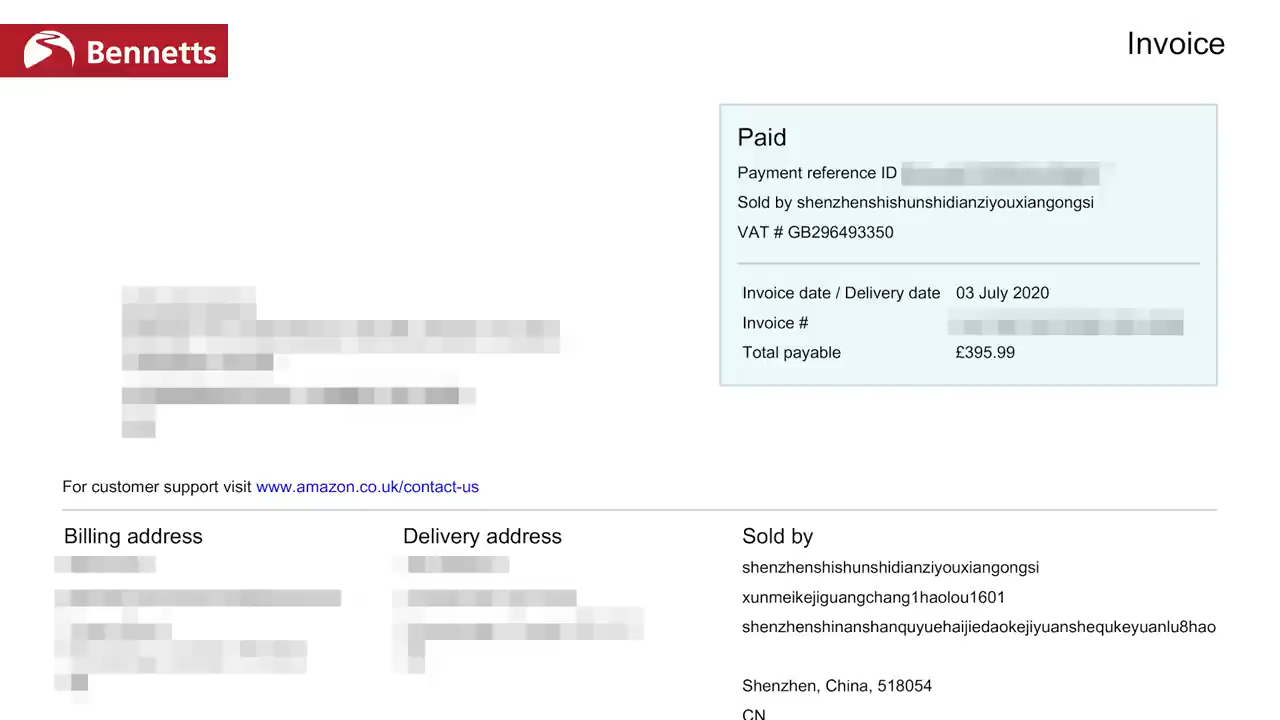 Bennetts
Invoice
Paid
Payment reference ID
Sold by shenzhenshishunshidianziyouxiangongsi
VAT # GB296493350
Invoice date / Delivery date 03 July 2020
Invoice #
Total payable £395.99
For customer support visit www.amazon.co.uk/contact-us
Billing address Delivery address Sold by
shenzhenshishunshidianziyouxiangongsi
xunmeikejiguangchang1haolou1601
shenzhenshinanshanquyuehaijiedaokejiyuanshequkeyuanlu8hao
Shenzhen, China, 518054
CN